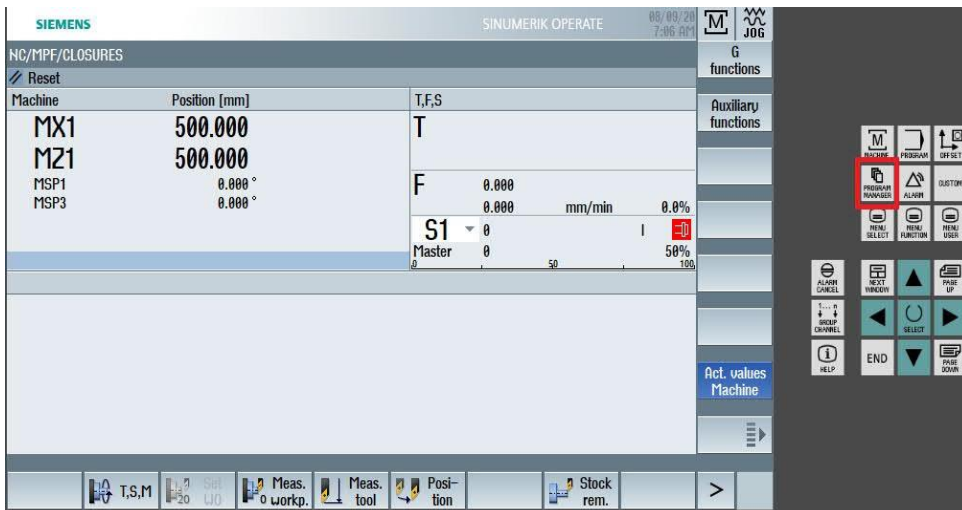 SIEMENS
SINUMERIK OPERATE
08/09/20
7:06 AM
M
JOG
NC/MPF/CLOSURES
Reset
Machine Position [mm]
MX1 500.000
MZ1 500.000
MSP1 0.000 °
MSP3 0.000 °
T,F,S
T
F 0.000
0.000 mm/min 0.0%
S1 0 I
Master 0 50%
0 50 100
G
functions
Auxiliary
functions
Act. values
Machine
T,S,M
Set
WO
Meas.
workp.
Meas.
tool
Posi-
tion
Stock
rem.
>
M
MACHINE
PROGRAM
OFFSET
PROGRAM
MANAGER
ALARM
CUSTOM
MENU
SELECT
MENU
FUNCTION
MENU
USER
ALARM
CANCEL
NEXT
WINDOW
PAGE
UP
1... n
GROUP
CHANNEL
SELECT
i
HELP
END
PAGE
DOWN